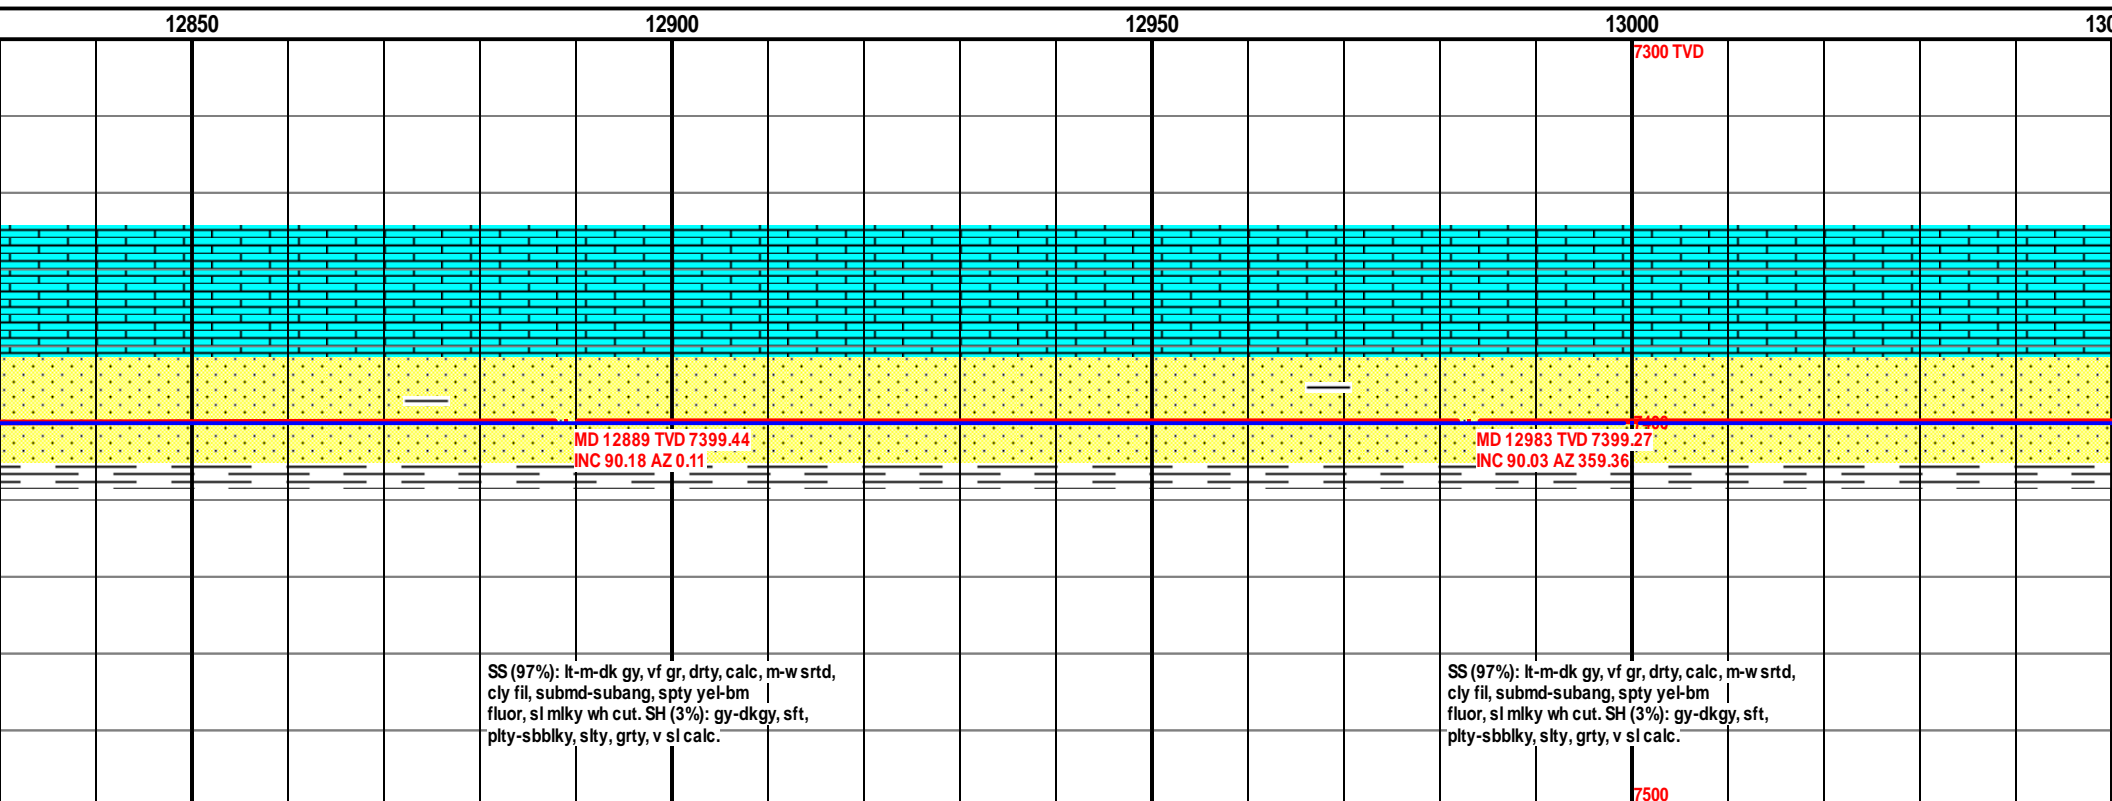 12850
12900
12950
13000
130
7300 TVD
7400
MD 12889 TVD 7399.44
INC 90.18 AZ 0.11
MD 12983 TVD 7399.27
INC 90.03 AZ 359.36
SS (97%): lt-m-dk gy, vf gr, drty, calc, m-w srtd,
cly fil, submd-subang, spty yel-bm
fluor, sl mlky wh cut. SH (3%): gy-dkgy, sft,
plty-sbblky, slty, grty, v sl calc.
SS (97%): lt-m-dk gy, vf gr, drty, calc, m-w srtd,
cly fil, submd-subang, spty yel-bm
fluor, sl mlky wh cut. SH (3%): gy-dkgy, sft,
plty-sbblky, slty, grty, v sl calc.
7500